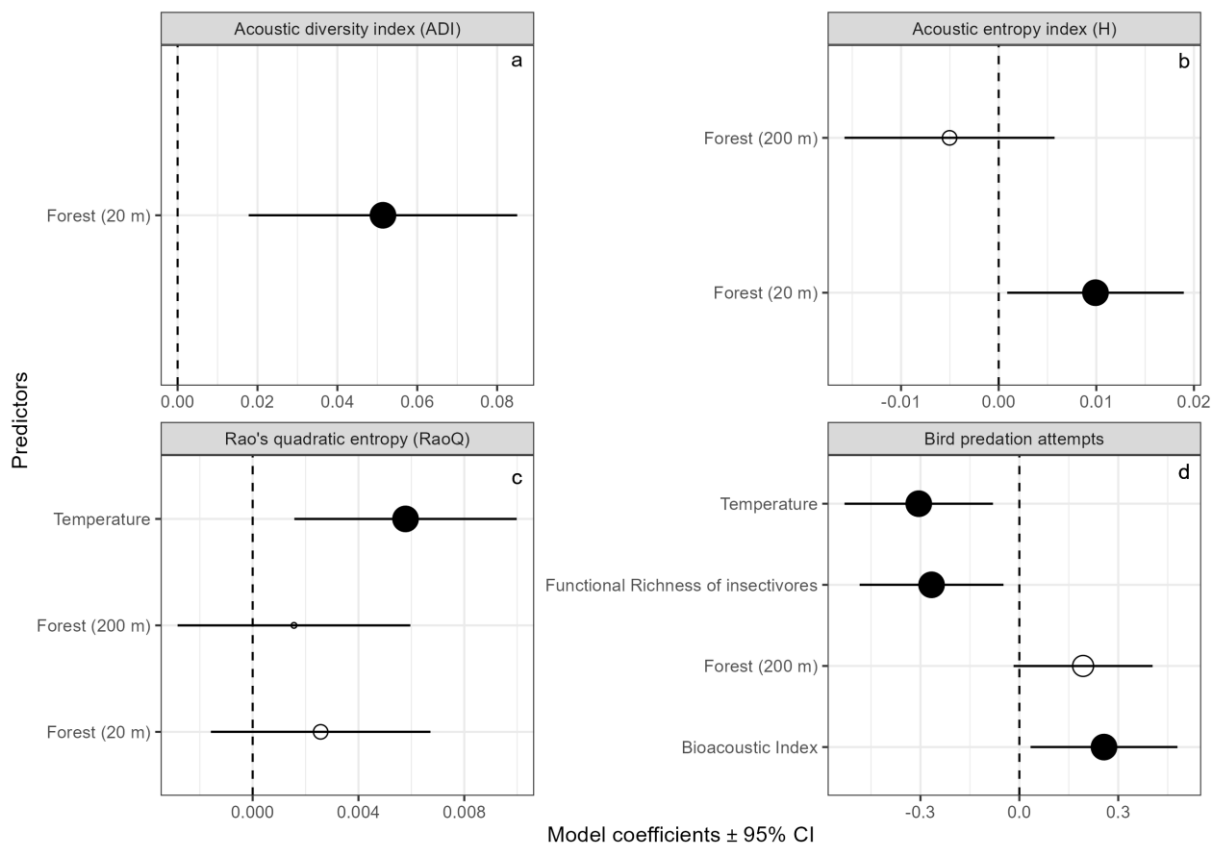 Acoustic diversity index (ADI)
a
Forest (20 m)
0.00 0.02 0.04 0.06 0.08
Acoustic entropy index (H)
b
Forest (200 m)
Forest (20 m)
-0.01 0.00 0.01 0.02
Predictors
Rao's quadratic entropy (RaoQ)
c
Temperature
Forest (200 m)
Forest (20 m)
0.000 0.004 0.008
Bird predation attempts
d
Temperature
Functional Richness of insectivores
Forest (200 m)
Bioacoustic Index
-0.3 0.0 0.3
Model coefficients ± 95% CI